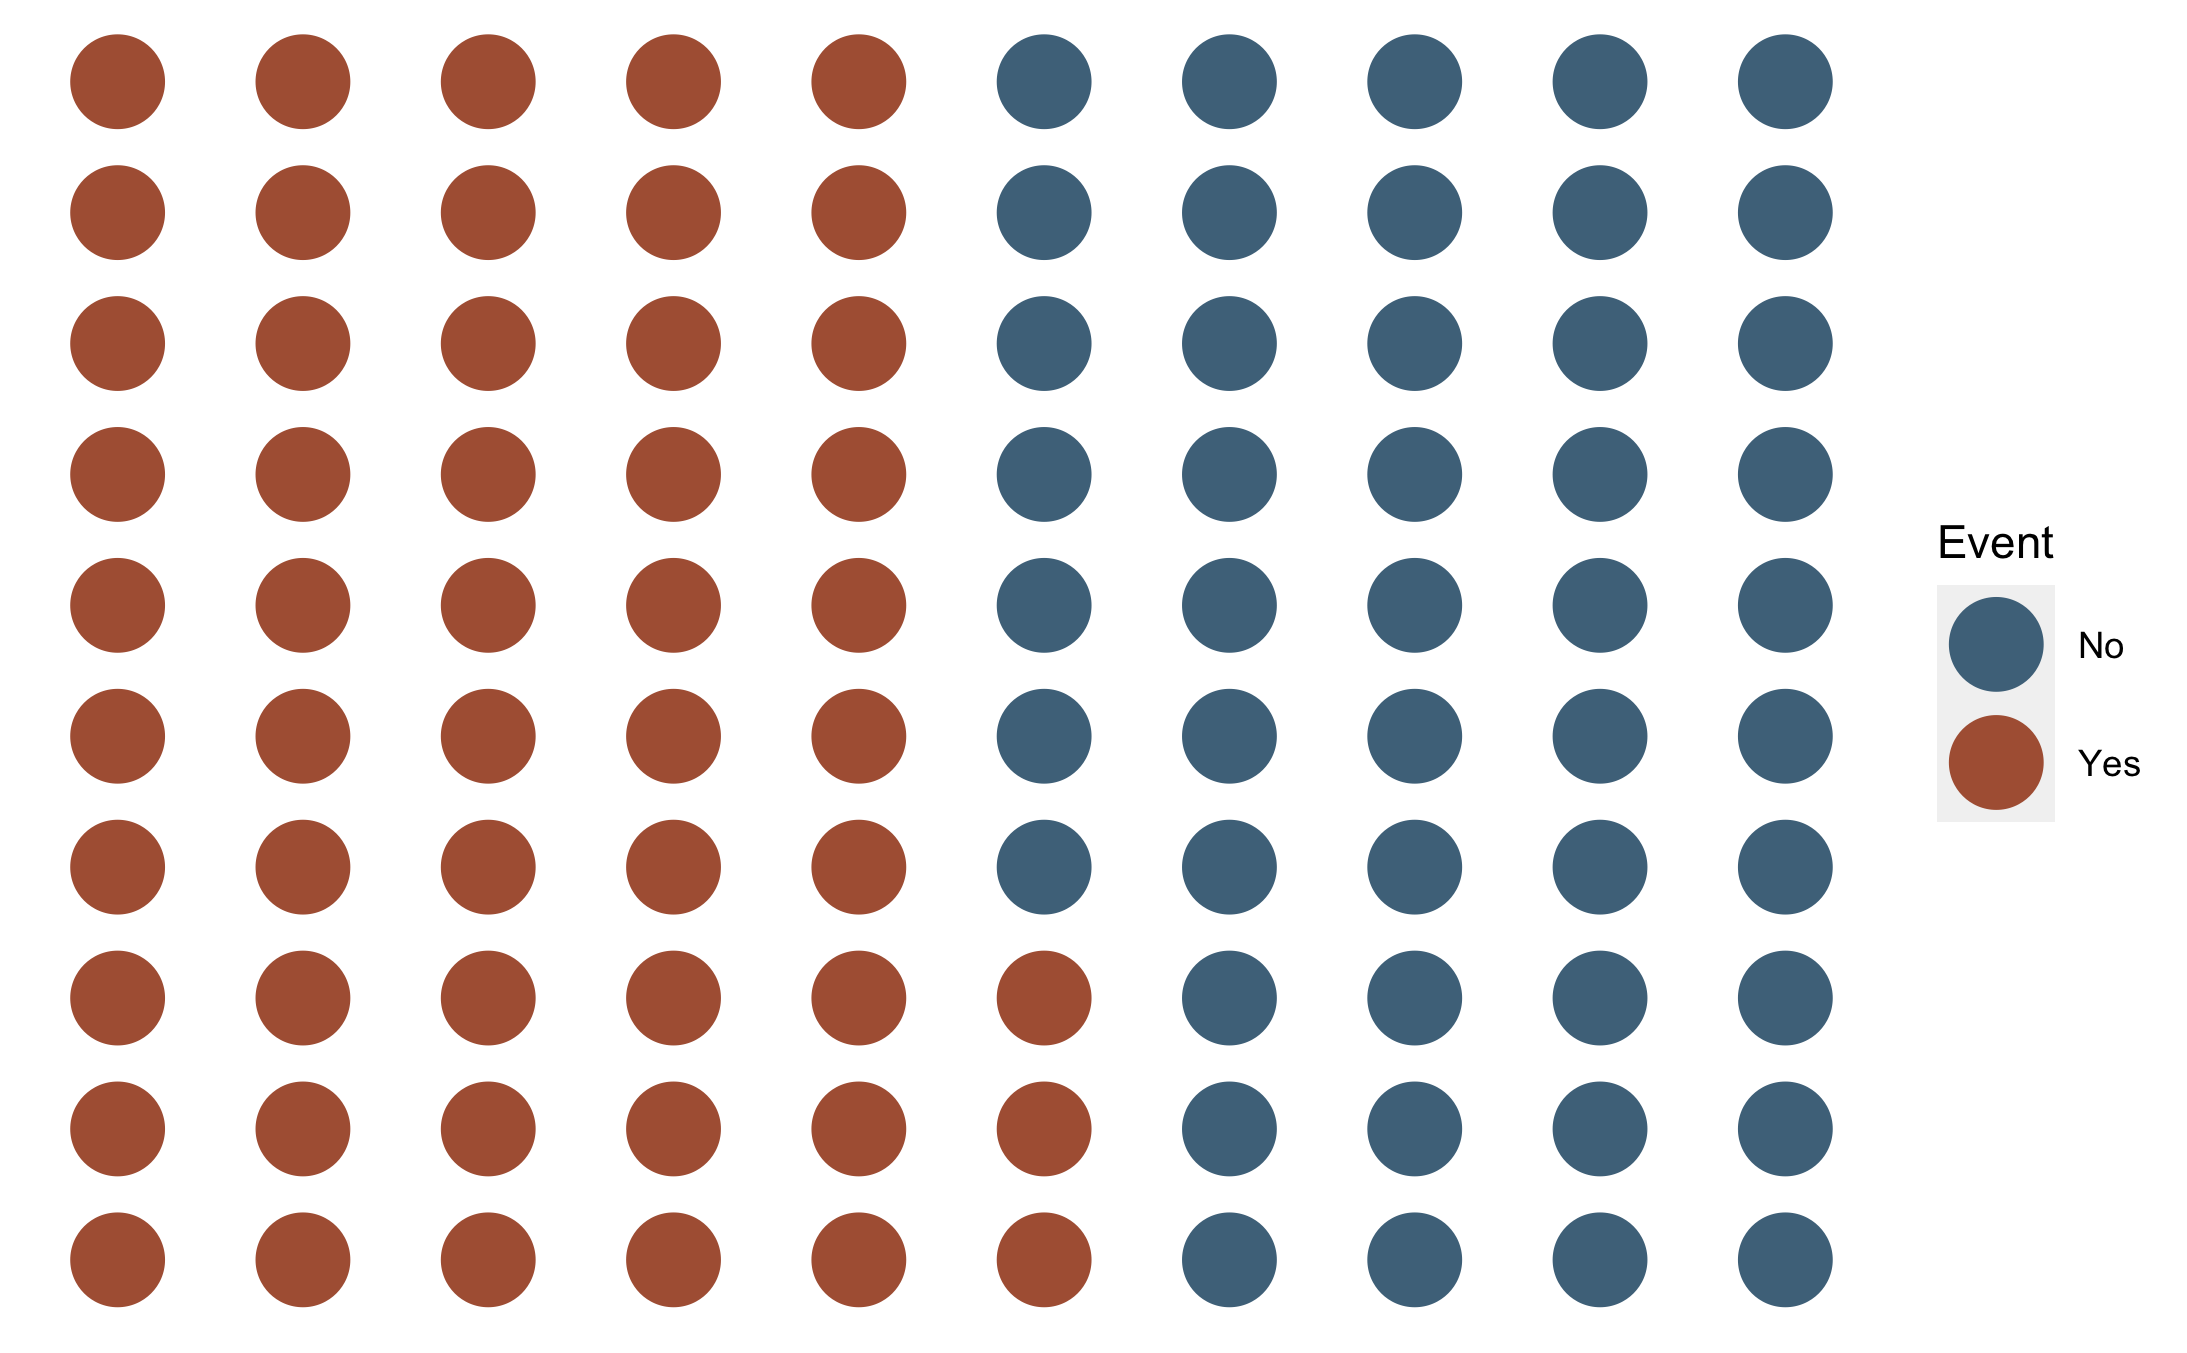 Event
No
Yes